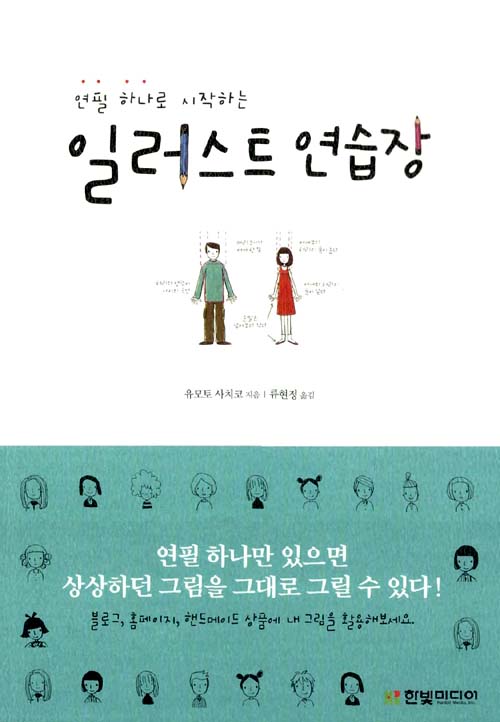 연필 하나로 시작하는
일러스트 연습장
유모토 사치코 지음 | 류현정 옮김
연필 하나만 있으면
상상하던 그림을 그대로 그릴 수 있다!
블로그, 홈페이지, 핸드메이드 상품에 내 그림을 활용해보세요.
한빛미디어
Hanbit Media, Inc.